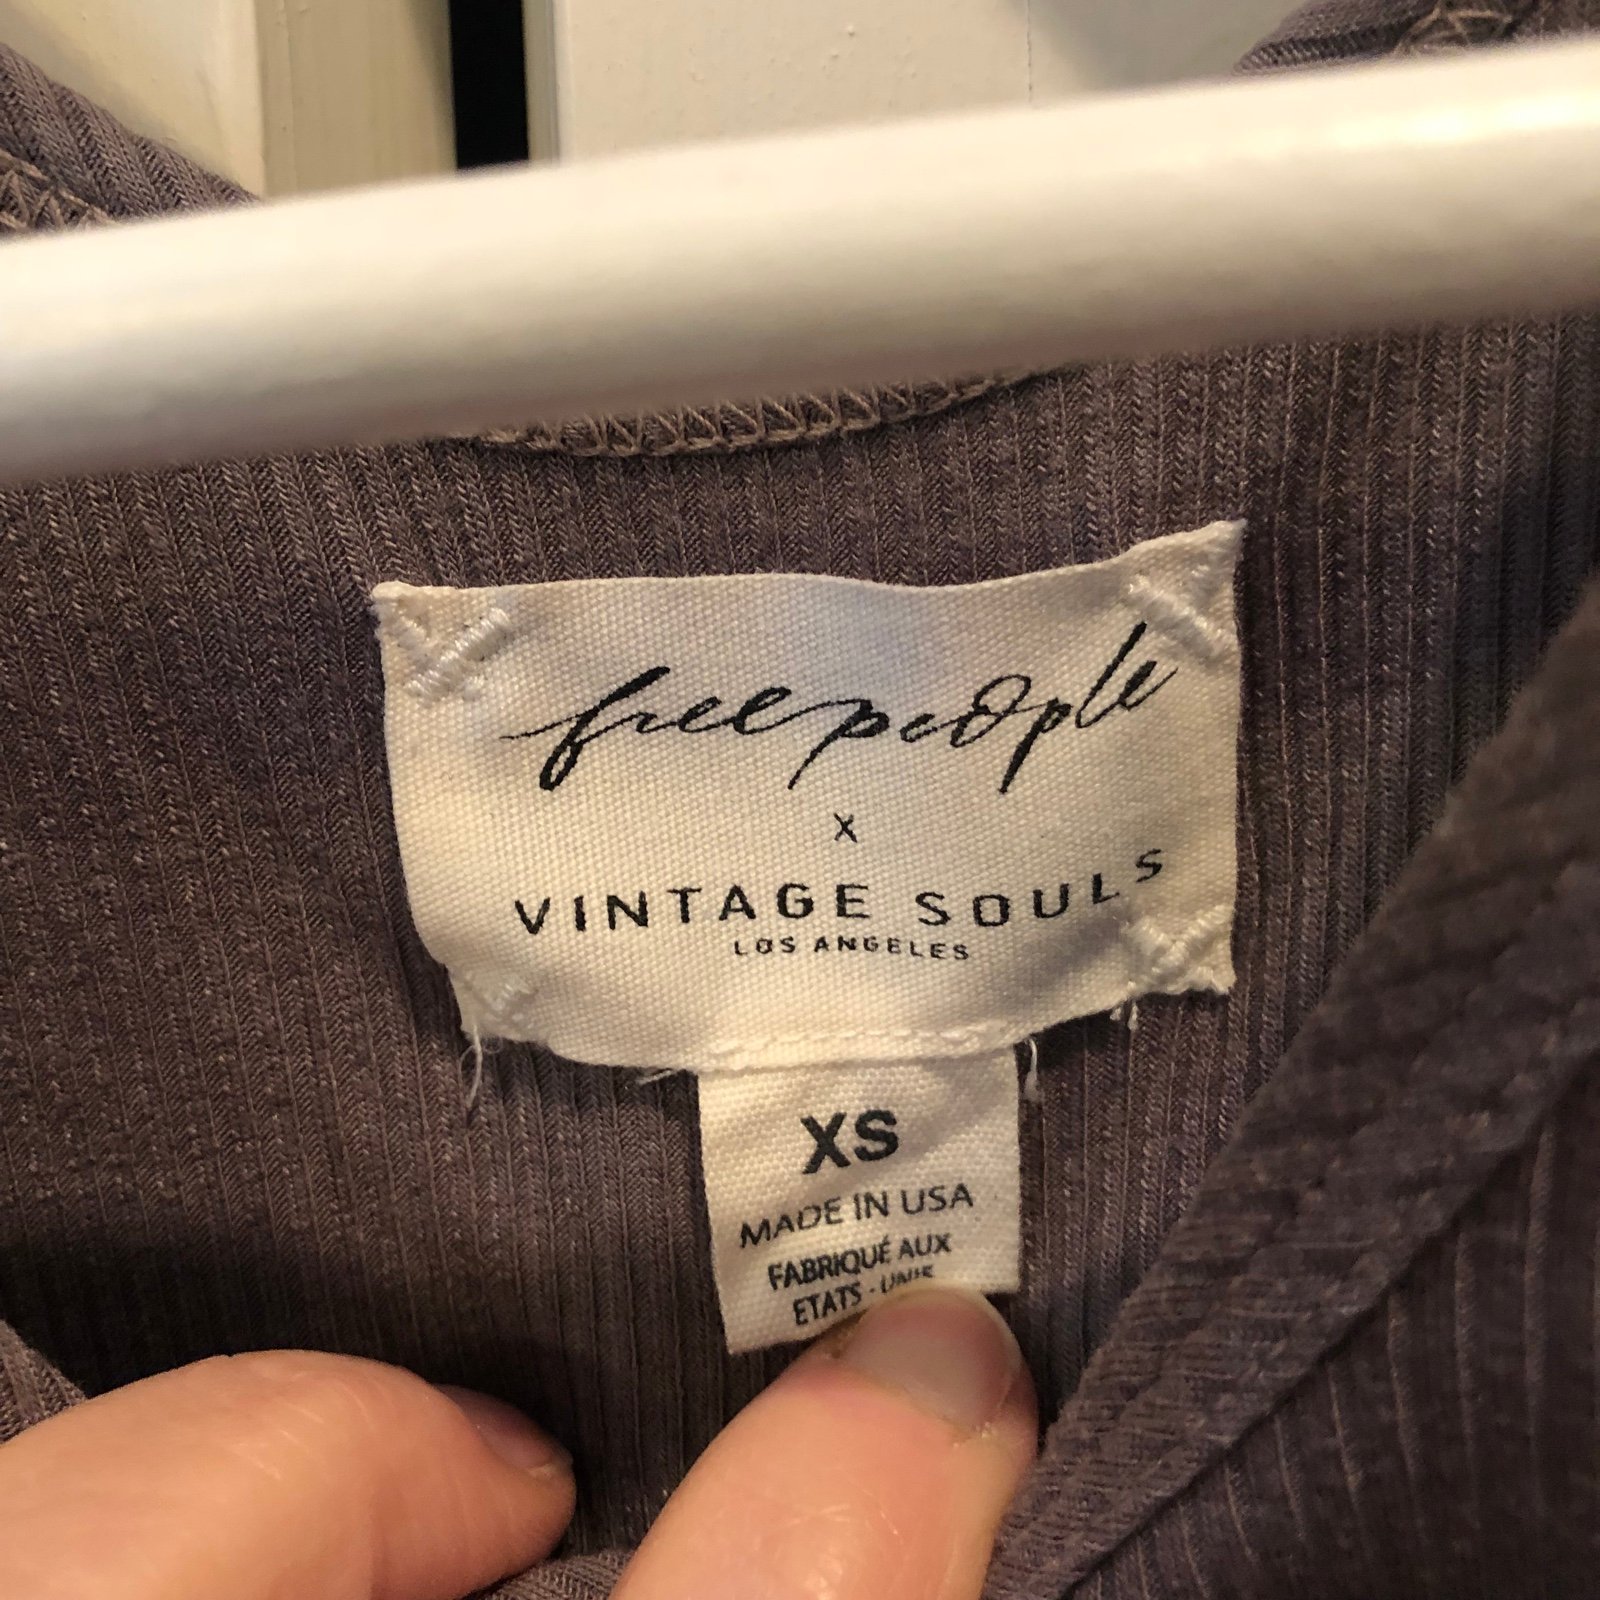 free people
x
VINTAGE SOULS
LOS ANGELES
XS
MADE IN USA
FABRIQUÉ AUX
ETATS - UNIS